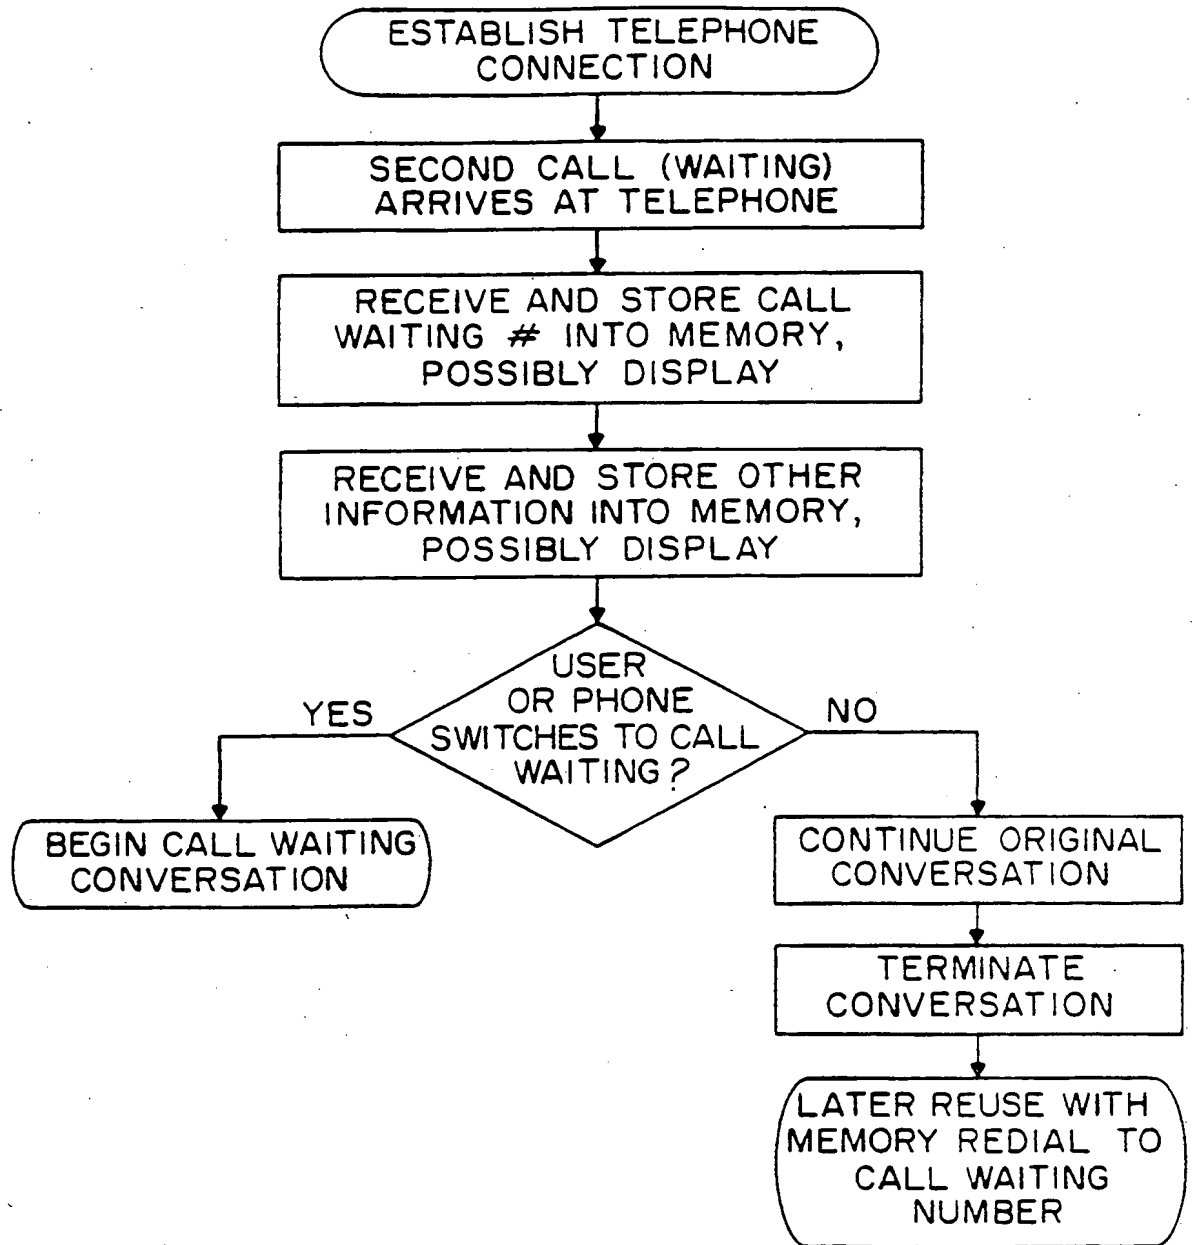 ESTABLISH TELEPHONE
CONNECTION
SECOND CALL (WAITING)
ARRIVES AT TELEPHONE
RECEIVE AND STORE CALL
WAITING # INTO MEMORY,
POSSIBLY DISPLAY
RECEIVE AND STORE OTHER
INFORMATION INTO MEMORY,
POSSIBLY DISPLAY
USER
OR PHONE
SWITCHES TO CALL
WAITING?
YES
NO
BEGIN CALL WAITING
CONVERSATION
CONTINUE ORIGINAL
CONVERSATION
TERMINATE
CONVERSATION
LATER REUSE WITH
MEMORY REDIAL TO
CALL WAITING
NUMBER